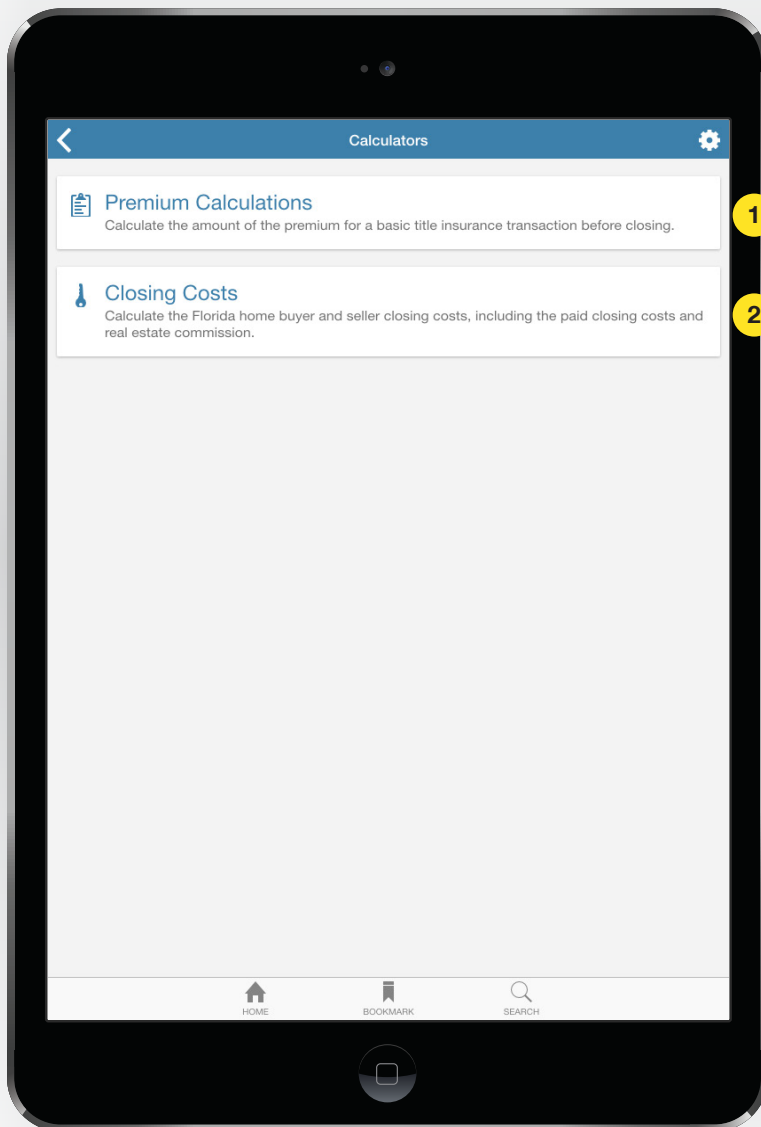 Calculators
Premium Calculations
Calculate the amount of the premium for a basic title insurance transaction before closing.
1
Closing Costs
Calculate the Florida home buyer and seller closing costs, including the paid closing costs and
real estate commission.
2
HOME
BOOKMARK
SEARCH